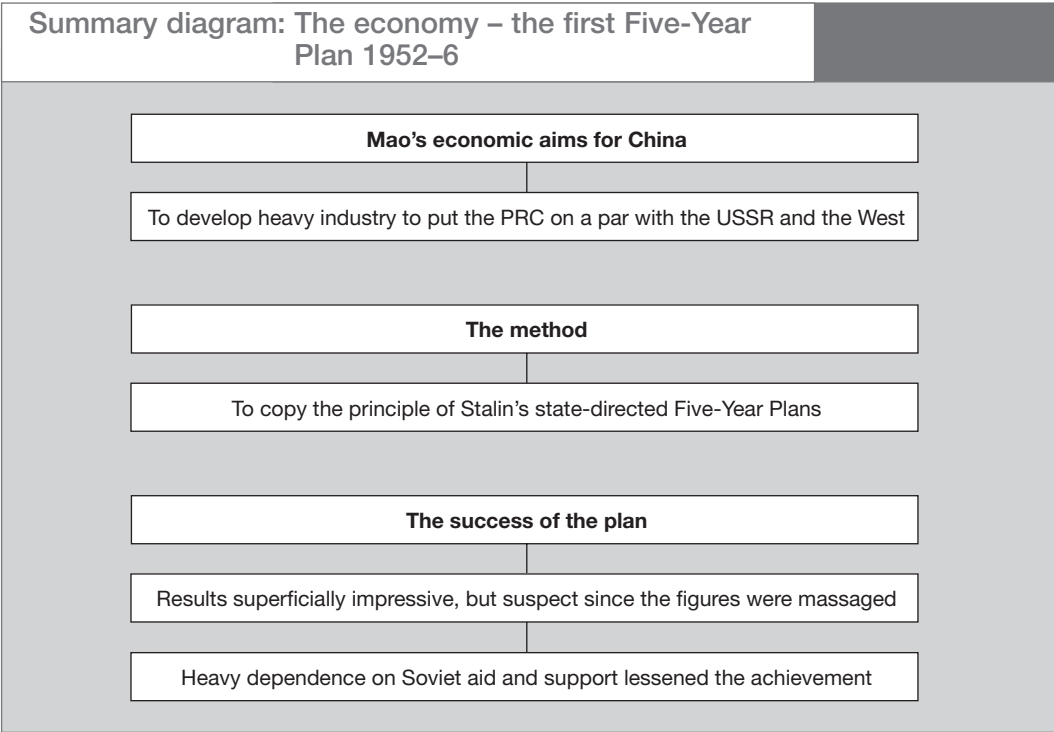 Summary diagram: The economy – the first Five-Year
Plan 1952–6
Mao’s economic aims for China
To develop heavy industry to put the PRC on a par with the USSR and the West
The method
To copy the principle of Stalin’s state-directed Five-Year Plans
The success of the plan
Results superficially impressive, but suspect since the figures were massaged
Heavy dependence on Soviet aid and support lessened the achievement